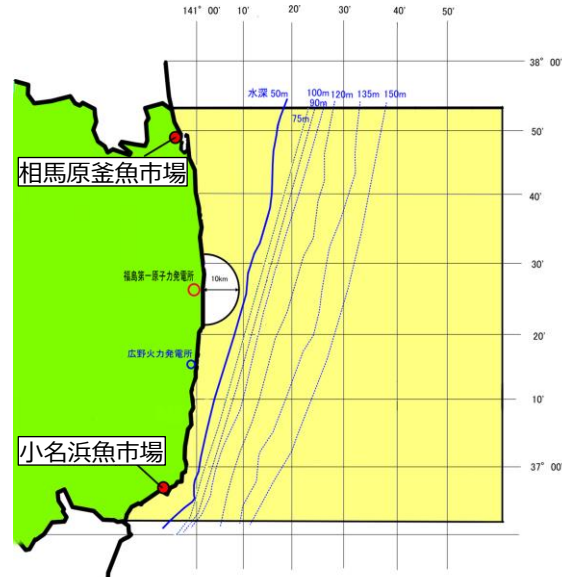 141° 00′ 10′ 20′ 30′ 40′ 50′
38° 00′
水深 50m 100m 120m 135m 150m
90m
75m
50′
相馬原釜魚市場
40′
30′
福島第一原子力発電所
10km
20′
広野火力発電所
10′
小名浜魚市場
37° 00′